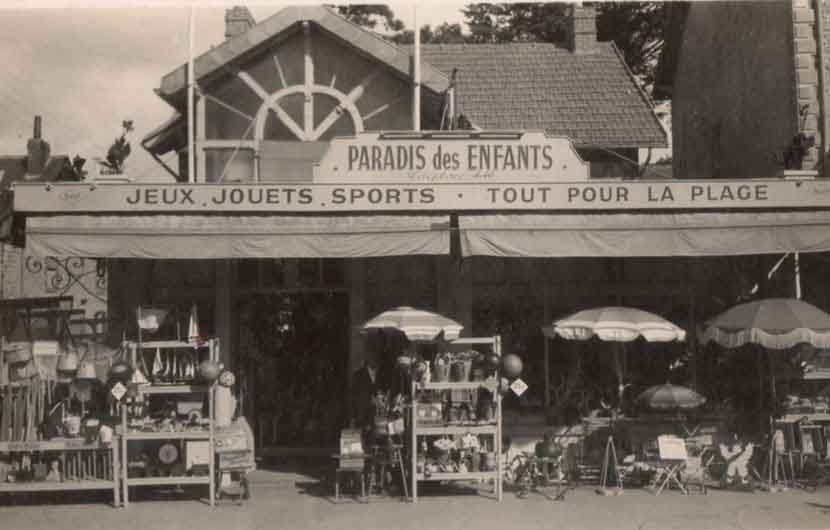 PARADIS des ENFANTS
JEUX . JOUETS . SPORTS · TOUT POUR LA PLAGE